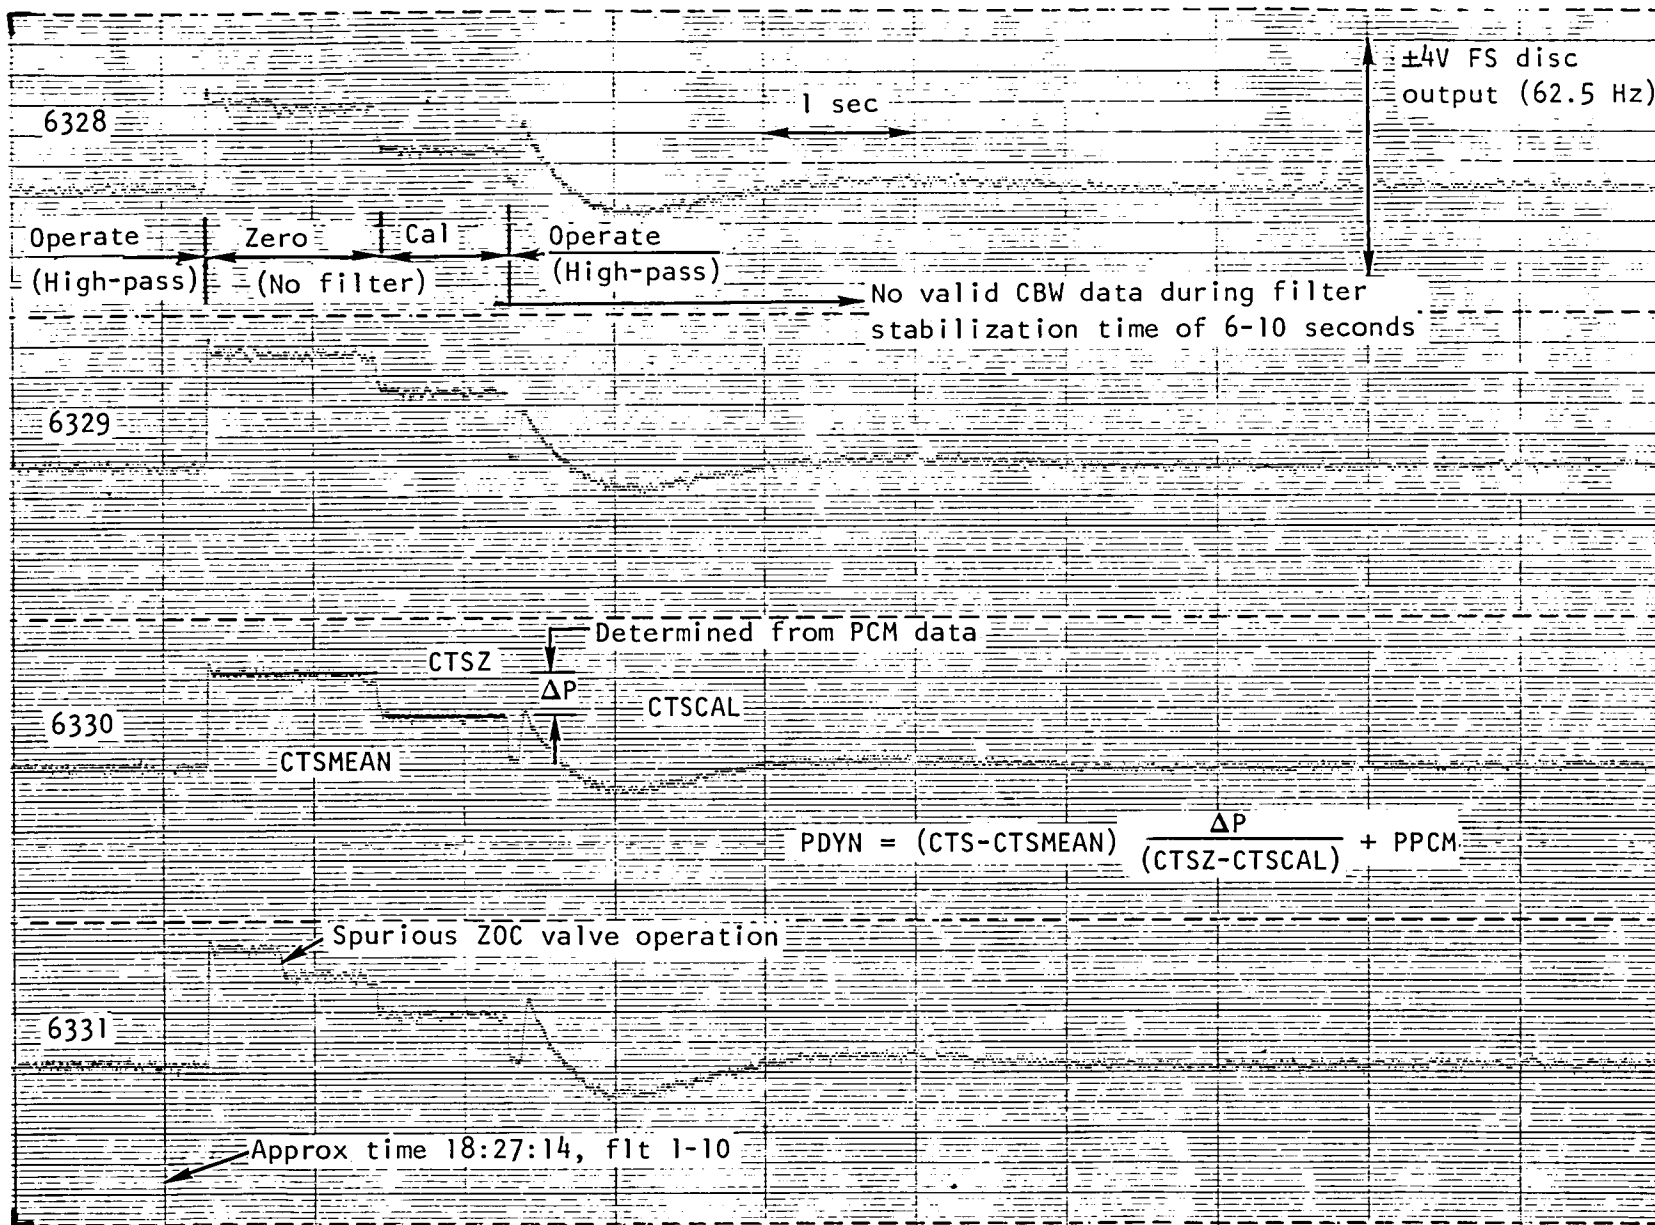 ±4V FS disc
output (62.5 Hz)
1 sec
6328
Operate
(High-pass)
Zero
(No filter)
Cal
Operate
(High-pass)
No valid CBW data during filter
stabilization time of 6-10 seconds
6329
Determined from PCM data
CTSZ
ΔP
CTSCAL
6330
CTSMEAN
PDYN = (CTS-CTSMEAN) ΔP / (CTSZ-CTSCAL) + PPCM
Spurious ZOC valve operation
6331
Approx time 18:27:14, flt 1-10